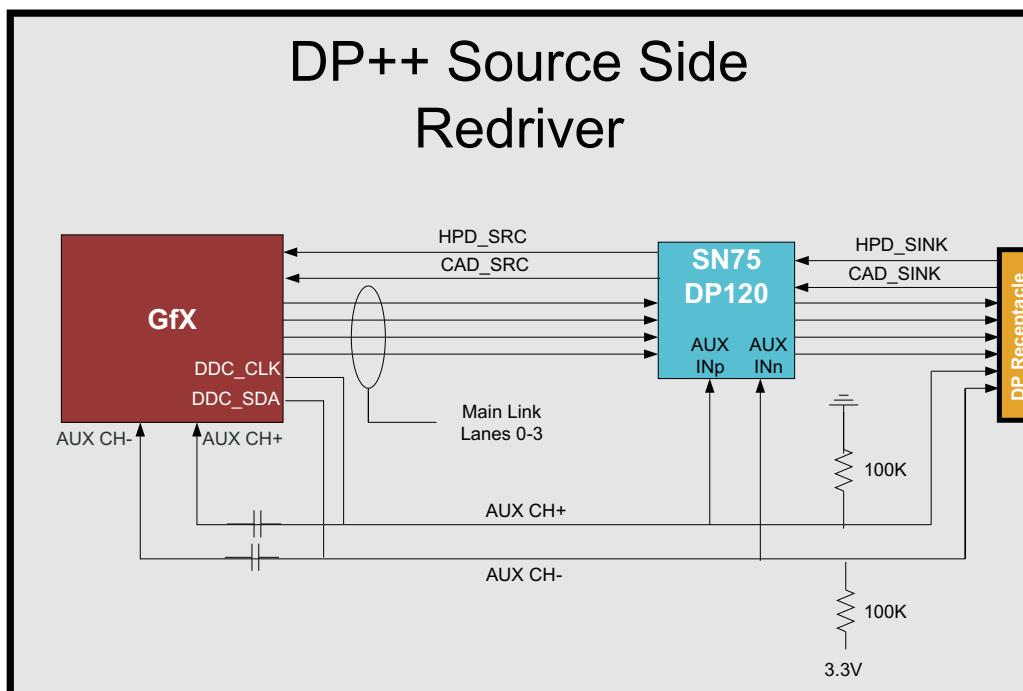 DP++ Source Side
Redriver
HPD_SRC
CAD_SRC
HPD_SINK
CAD_SINK
SN75
DP120
AUX
INp
AUX
INn
GfX
DDC_CLK
DDC_SDA
AUX CH-
AUX CH+
Main Link
Lanes 0-3
DP Receptacle
100K
AUX CH+
AUX CH-
100K
3.3V